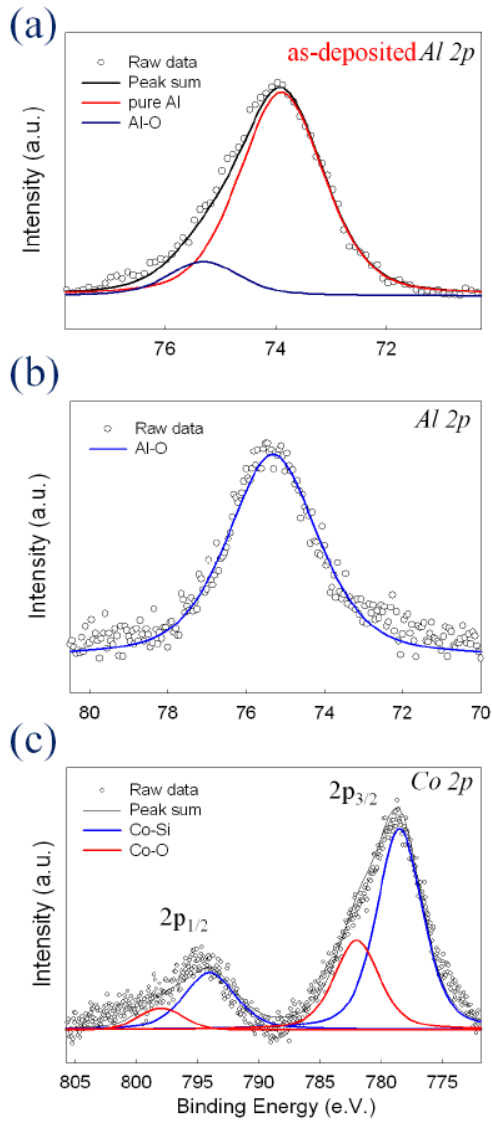 (a)
as-deposited Al 2p
Raw data
Peak sum
pure Al
Al-O
Intensity (a.u.)
76 74 72
(b)
Al 2p
Raw data
Al-O
Intensity (a.u.)
80 78 76 74 72 70
(c)
Co 2p
Raw data
Peak sum
Co-Si
Co-O
2p3/2
2p1/2
Intensity (a.u.)
805 800 795 790 785 780 775
Binding Energy (e.V.)